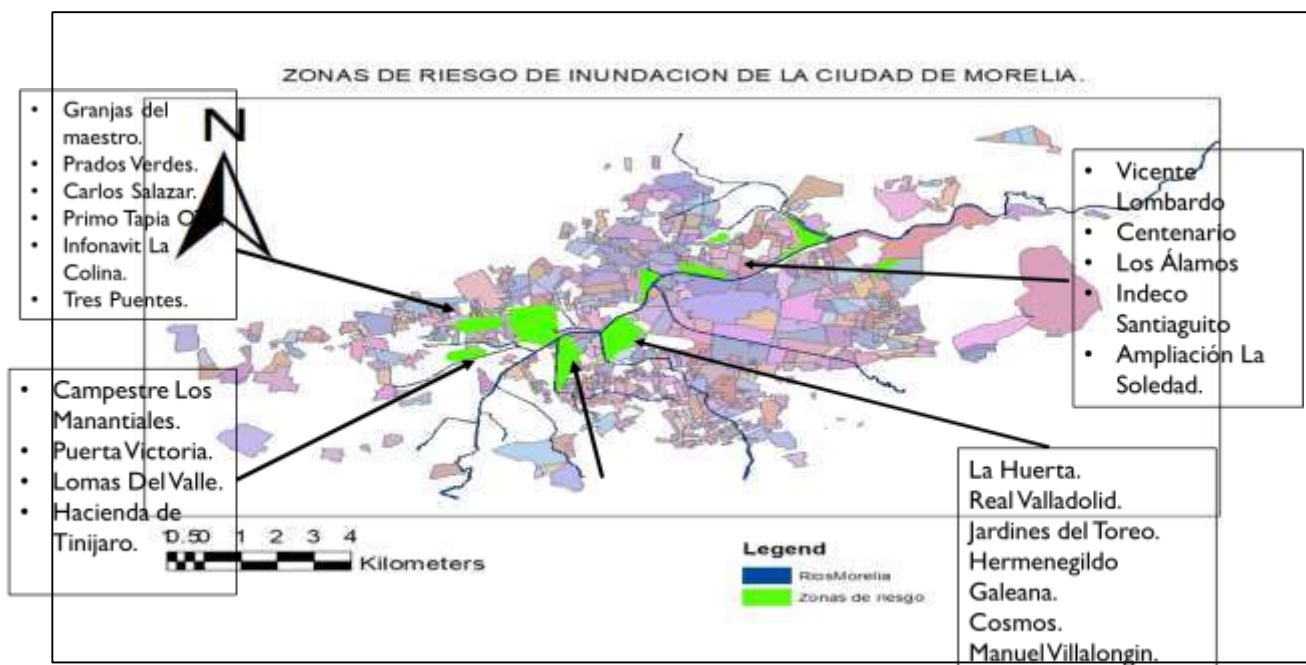 ZONAS DE RIESGO DE INUNDACION DE LA CIUDAD DE MORELIA.
• Granjas del
maestro.
• Prados Verdes.
• Carlos Salazar.
• Primo Tapia
• Infonavit La
Colina.
• Tres Puentes.
N
• Vicente
Lombardo
• Centenario
• Los Álamos
• Indeco
Santiaguito
• Ampliación La
Soledad.
• Campestre Los
Manantiales.
• Puerta Victoria.
• Lomas Del Valle.
• Hacienda de
Tinijaro.
La Huerta.
Real Valladolid.
Jardines del Toreo.
Hermenegildo
Galeana.
Cosmos.
Manuel Villalongin.
1 0.5 0 1 2 3 4
Kilometers
Legend
RiosMorelia
Zonas de riesgo